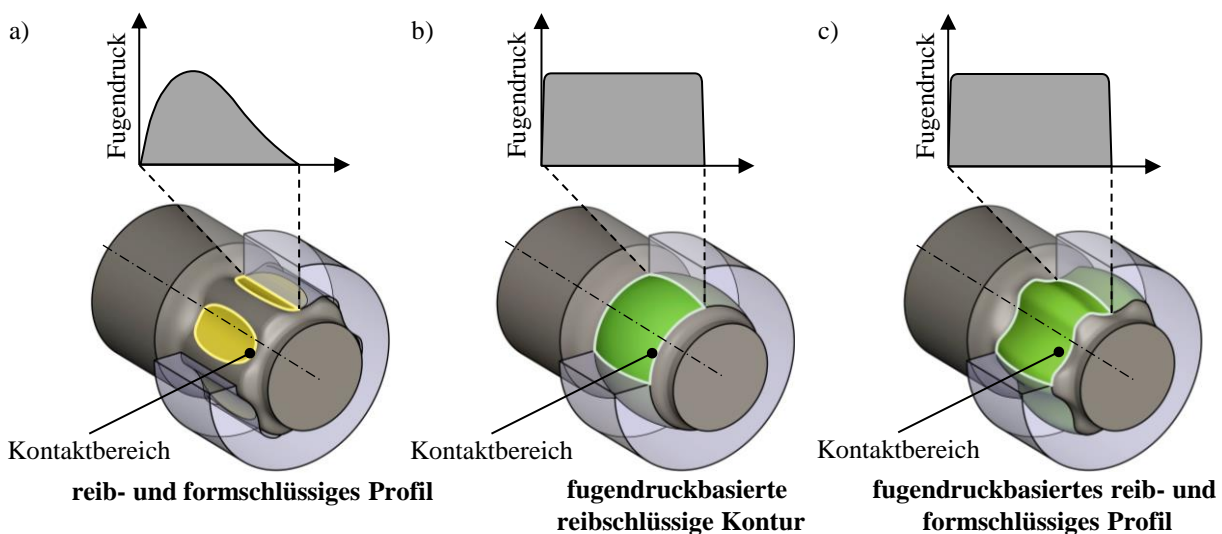 a)
Fugendruck
Kontaktbereich
reib- und formschlüssiges Profil
b)
Fugendruck
Kontaktbereich
fugendruckbasierte
reibschlüssige Kontur
c)
Fugendruck
Kontaktbereich
fugendruckbasiertes reib- und
formschlüssiges Profil